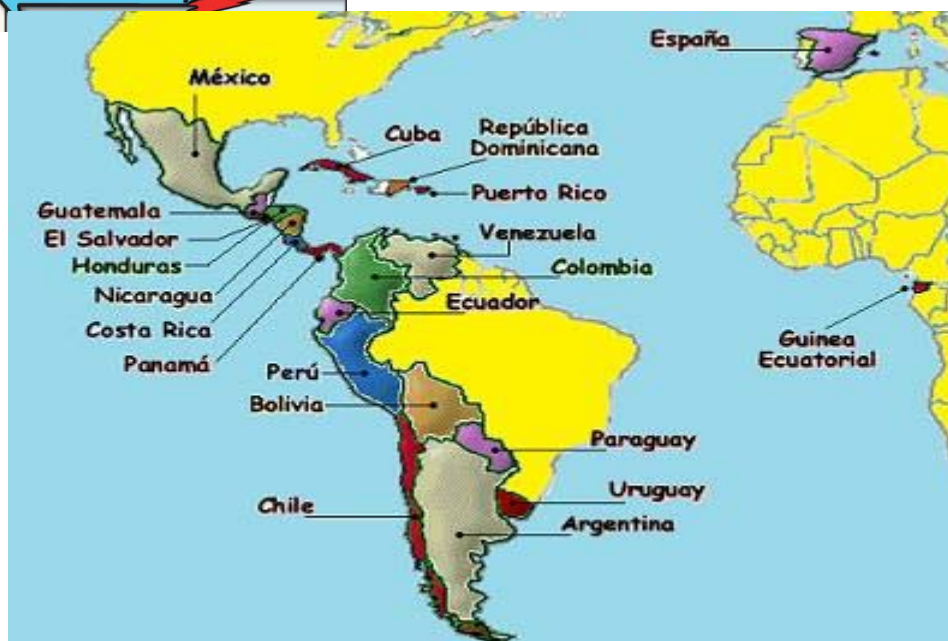 España
México
Cuba
República
Dominicana
Puerto Rico
Guatemala
El Salvador
Honduras
Nicaragua
Costa Rica
Panamá
Venezuela
Colombia
Ecuador
Guinea
Ecuatorial
Perú
Bolivia
Paraguay
Chile
Uruguay
Argentina